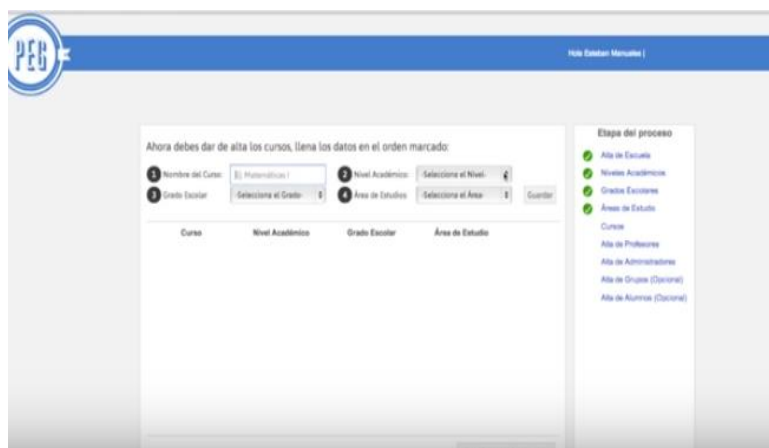 PEG
Hola Esteban Manuales |
Ahora debes dar de alta los cursos, llena los datos en el orden marcado:
1 Nombre del Curso: Ej. Matemáticas I 2 Nivel Académico: -Selecciona el Nivel-
3 Grado Escolar -Selecciona el Grado- 4 Área de Estudios -Selecciona el Área- Guardar
Curso Nivel Académico Grado Escolar Área de Estudio
Etapa del proceso
Alta de Escuela
Niveles Académicos
Grados Escolares
Áreas de Estudio
Cursos
Alta de Profesores
Alta de Administradores
Alta de Grupos (Opcional)
Alta de Alumnos (Opcional)